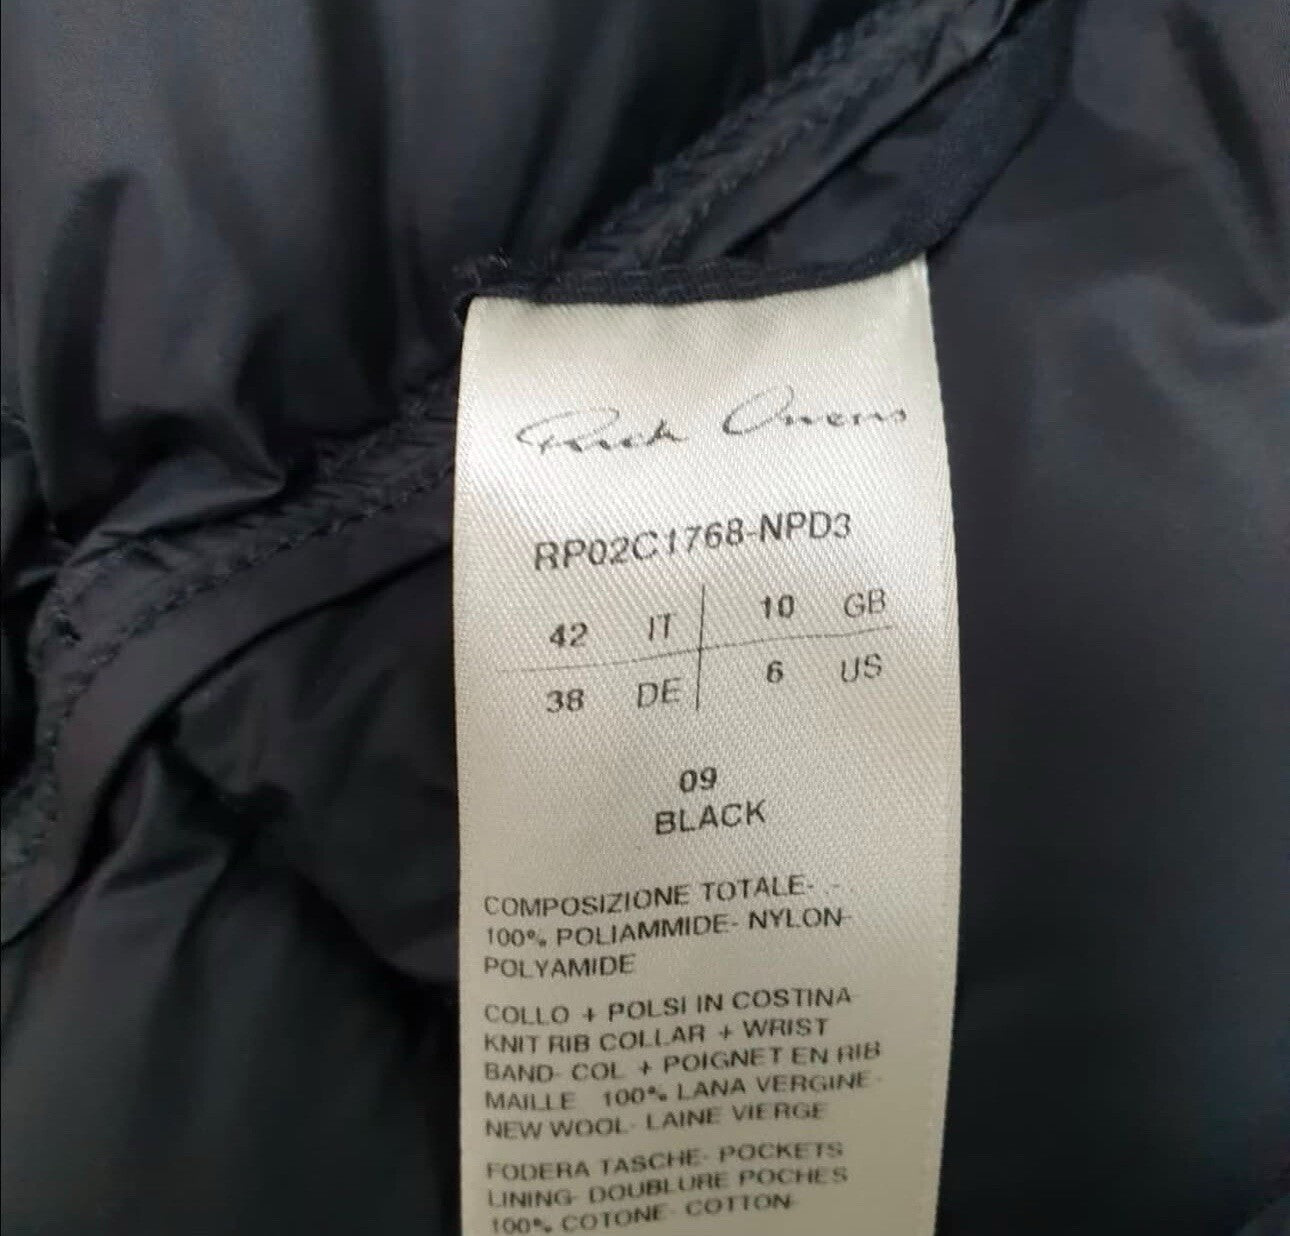 Rick Owens
RP02C1768-NPD3
42 IT 10 GB
38 DE 6 US
09
BLACK
COMPOSIZIONE TOTALE-
100% POLIAMMIDE- NYLON-
POLYAMIDE
COLLO + POLSI IN COSTINA
KNIT RIB COLLAR + WRIST
BAND- COL + POIGNET EN RIB
MAILLE 100% LANA VERGINE-
NEW WOOL- LAINE VIERGE
FODERA TASCHE- POCKETS
LINING- DOUBLURE POCHES
100% COTONE- COTTON-